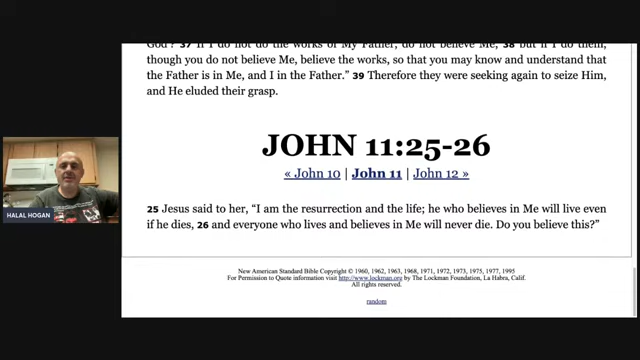 God? 37 If I do not do the works of My Father, do not believe Me; 38 but if I do them,
though you do not believe Me, believe the works, so that you may know and understand that
the Father is in Me, and I in the Father.” 39 Therefore they were seeking again to seize Him,
and He eluded their grasp.
JOHN 11:25-26
« John 10 | John 11 | John 12 »
25 Jesus said to her, “I am the resurrection and the life; he who believes in Me will live even
if he dies, 26 and everyone who lives and believes in Me will never die. Do you believe this?”
HALAL HOGAN
New American Standard Bible Copyright © 1960, 1962, 1963, 1968, 1971, 1972, 1973, 1975, 1977, 1995
For Permission to Quote information visit http://www.lockman.org by The Lockman Foundation, La Habra, Calif.
All rights reserved.
random